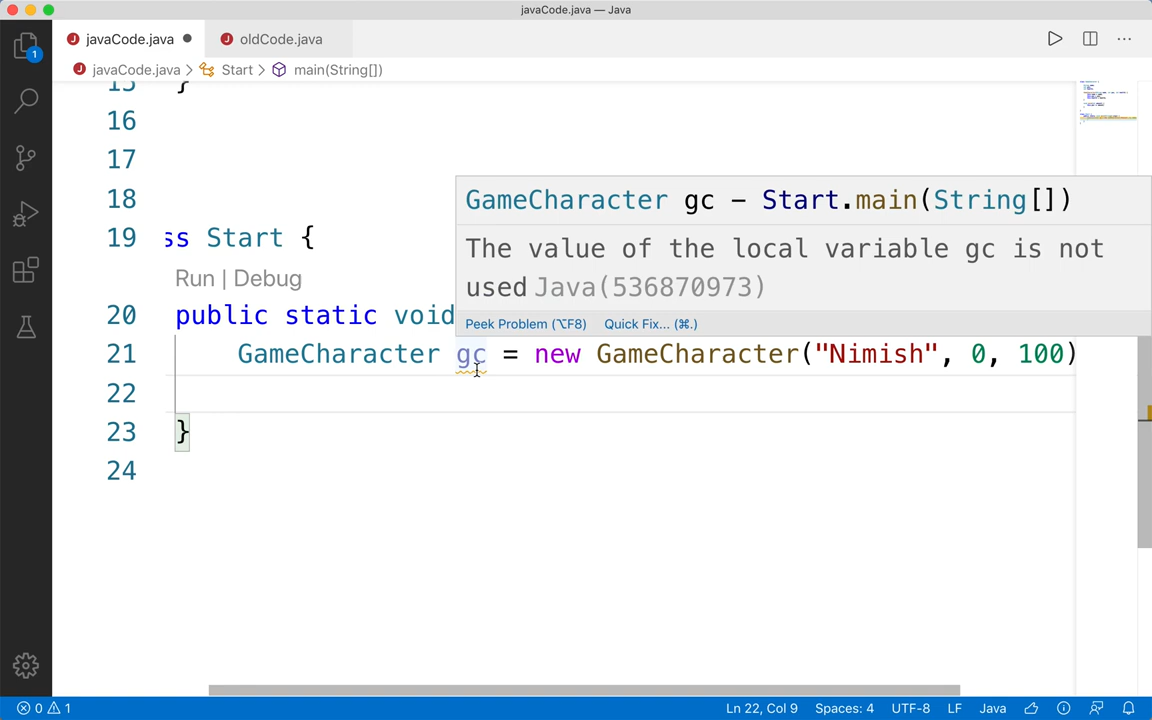 javaCode.java — Java
javaCode.java
oldCode.java
javaCode.java > Start > main(String[])
1
15 }
16
17
18
19 ss Start {
Run | Debug
20 public static void
21 GameCharacter gc = new GameCharacter("Nimish", 0, 100)
22
23 }
24
GameCharacter gc - Start.main(String[])
The value of the local variable gc is not
used Java(536870973)
Peek Problem (⌥F8) Quick Fix... (⌘.)
0 1 Ln 22, Col 9 Spaces: 4 UTF-8 LF Java